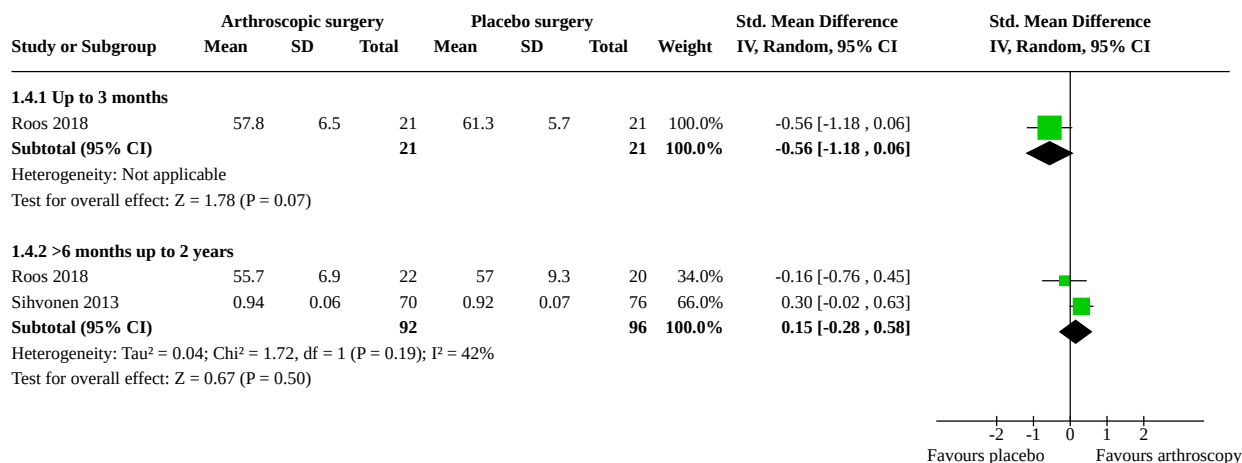 Arthroscopic surgery Placebo surgery Std. Mean Difference Std. Mean Difference
Study or Subgroup Mean SD Total Mean SD Total Weight IV, Random, 95% CI IV, Random, 95% CI
1.4.1 Up to 3 months
Roos 2018 57.8 6.5 21 61.3 5.7 21 100.0% -0.56 [-1.18 , 0.06]
Subtotal (95% CI) 21 21 100.0% -0.56 [-1.18 , 0.06]
Heterogeneity: Not applicable
Test for overall effect: Z = 1.78 (P = 0.07)
1.4.2 >6 months up to 2 years
Roos 2018 55.7 6.9 22 57 9.3 20 34.0% -0.16 [-0.76 , 0.45]
Sihvonen 2013 0.94 0.06 70 0.92 0.07 76 66.0% 0.30 [-0.02 , 0.63]
Subtotal (95% CI) 92 96 100.0% 0.15 [-0.28 , 0.58]
Heterogeneity: Tau² = 0.04; Chi² = 1.72, df = 1 (P = 0.19); I² = 42%
Test for overall effect: Z = 0.67 (P = 0.50)
-2 -1 0 1 2
Favours placebo Favours arthroscopy